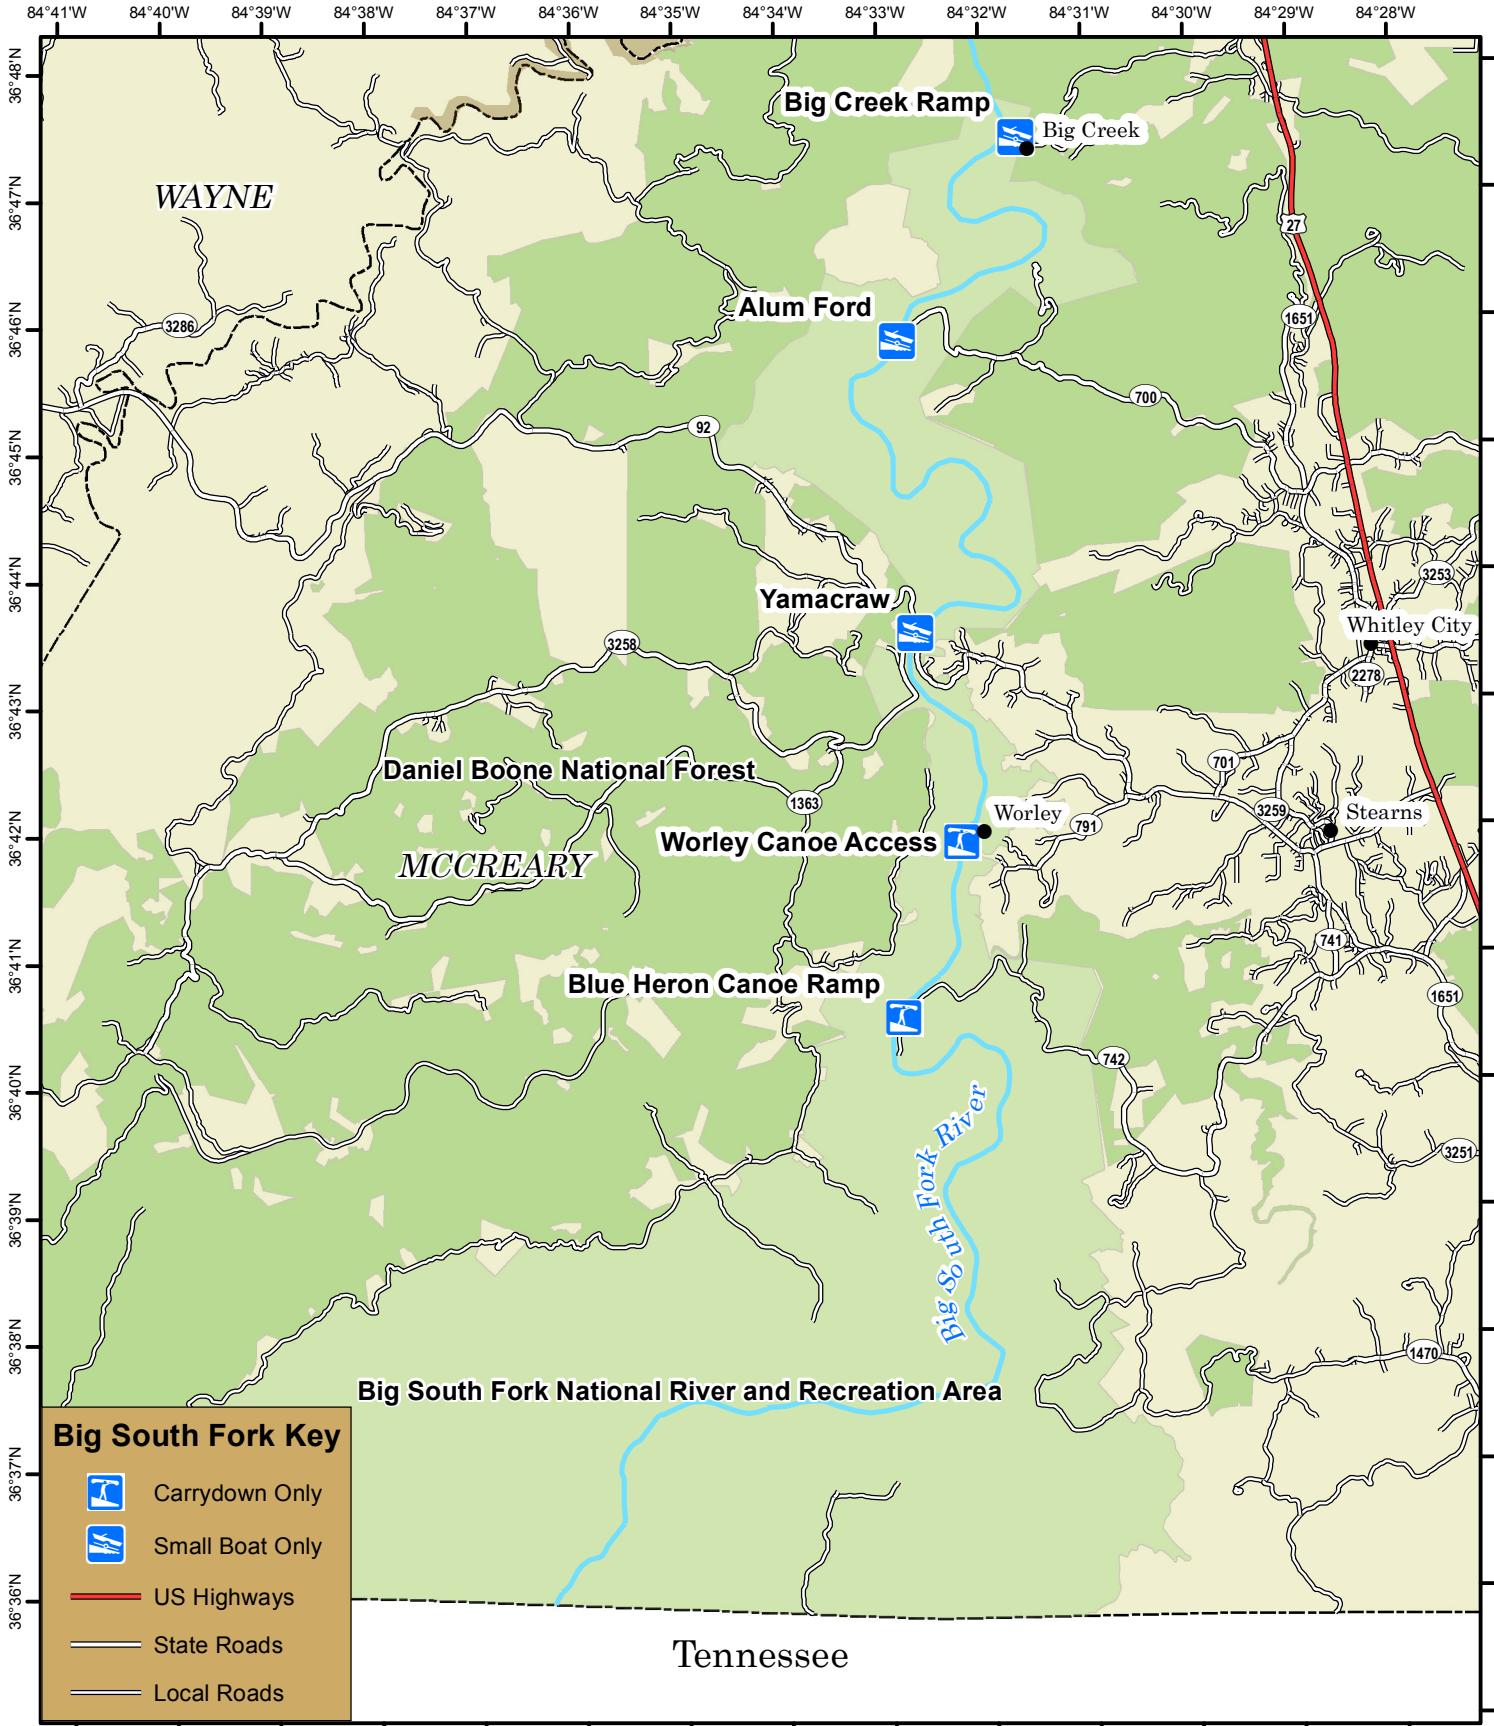 84°41'W 84°40'W 84°39'W 84°38'W 84°37'W 84°36'W 84°35'W 84°34'W 84°33'W 84°32'W 84°31'W 84°30'W 84°29'W 84°28'W
36°48'N
36°47'N
36°46'N
36°45'N
36°44'N
36°43'N
36°42'N
36°41'N
36°40'N
36°39'N
36°38'N
36°37'N
36°36'N
Big Creek Ramp
Big Creek
WAYNE
27
Alum Ford
3286
1651
700
92
3253
Yamacraw
Whitley City
3258
2278
701
Daniel Boone National Forest
1363
Worley
791
3259
Stearns
Worley Canoe Access
MCCREARY
741
Blue Heron Canoe Ramp
1651
742
Big South Fork River
3251
1470
Big South Fork National River and Recreation Area
Big South Fork Key
Carrydown Only
Small Boat Only
US Highways
State Roads
Local Roads
Tennessee